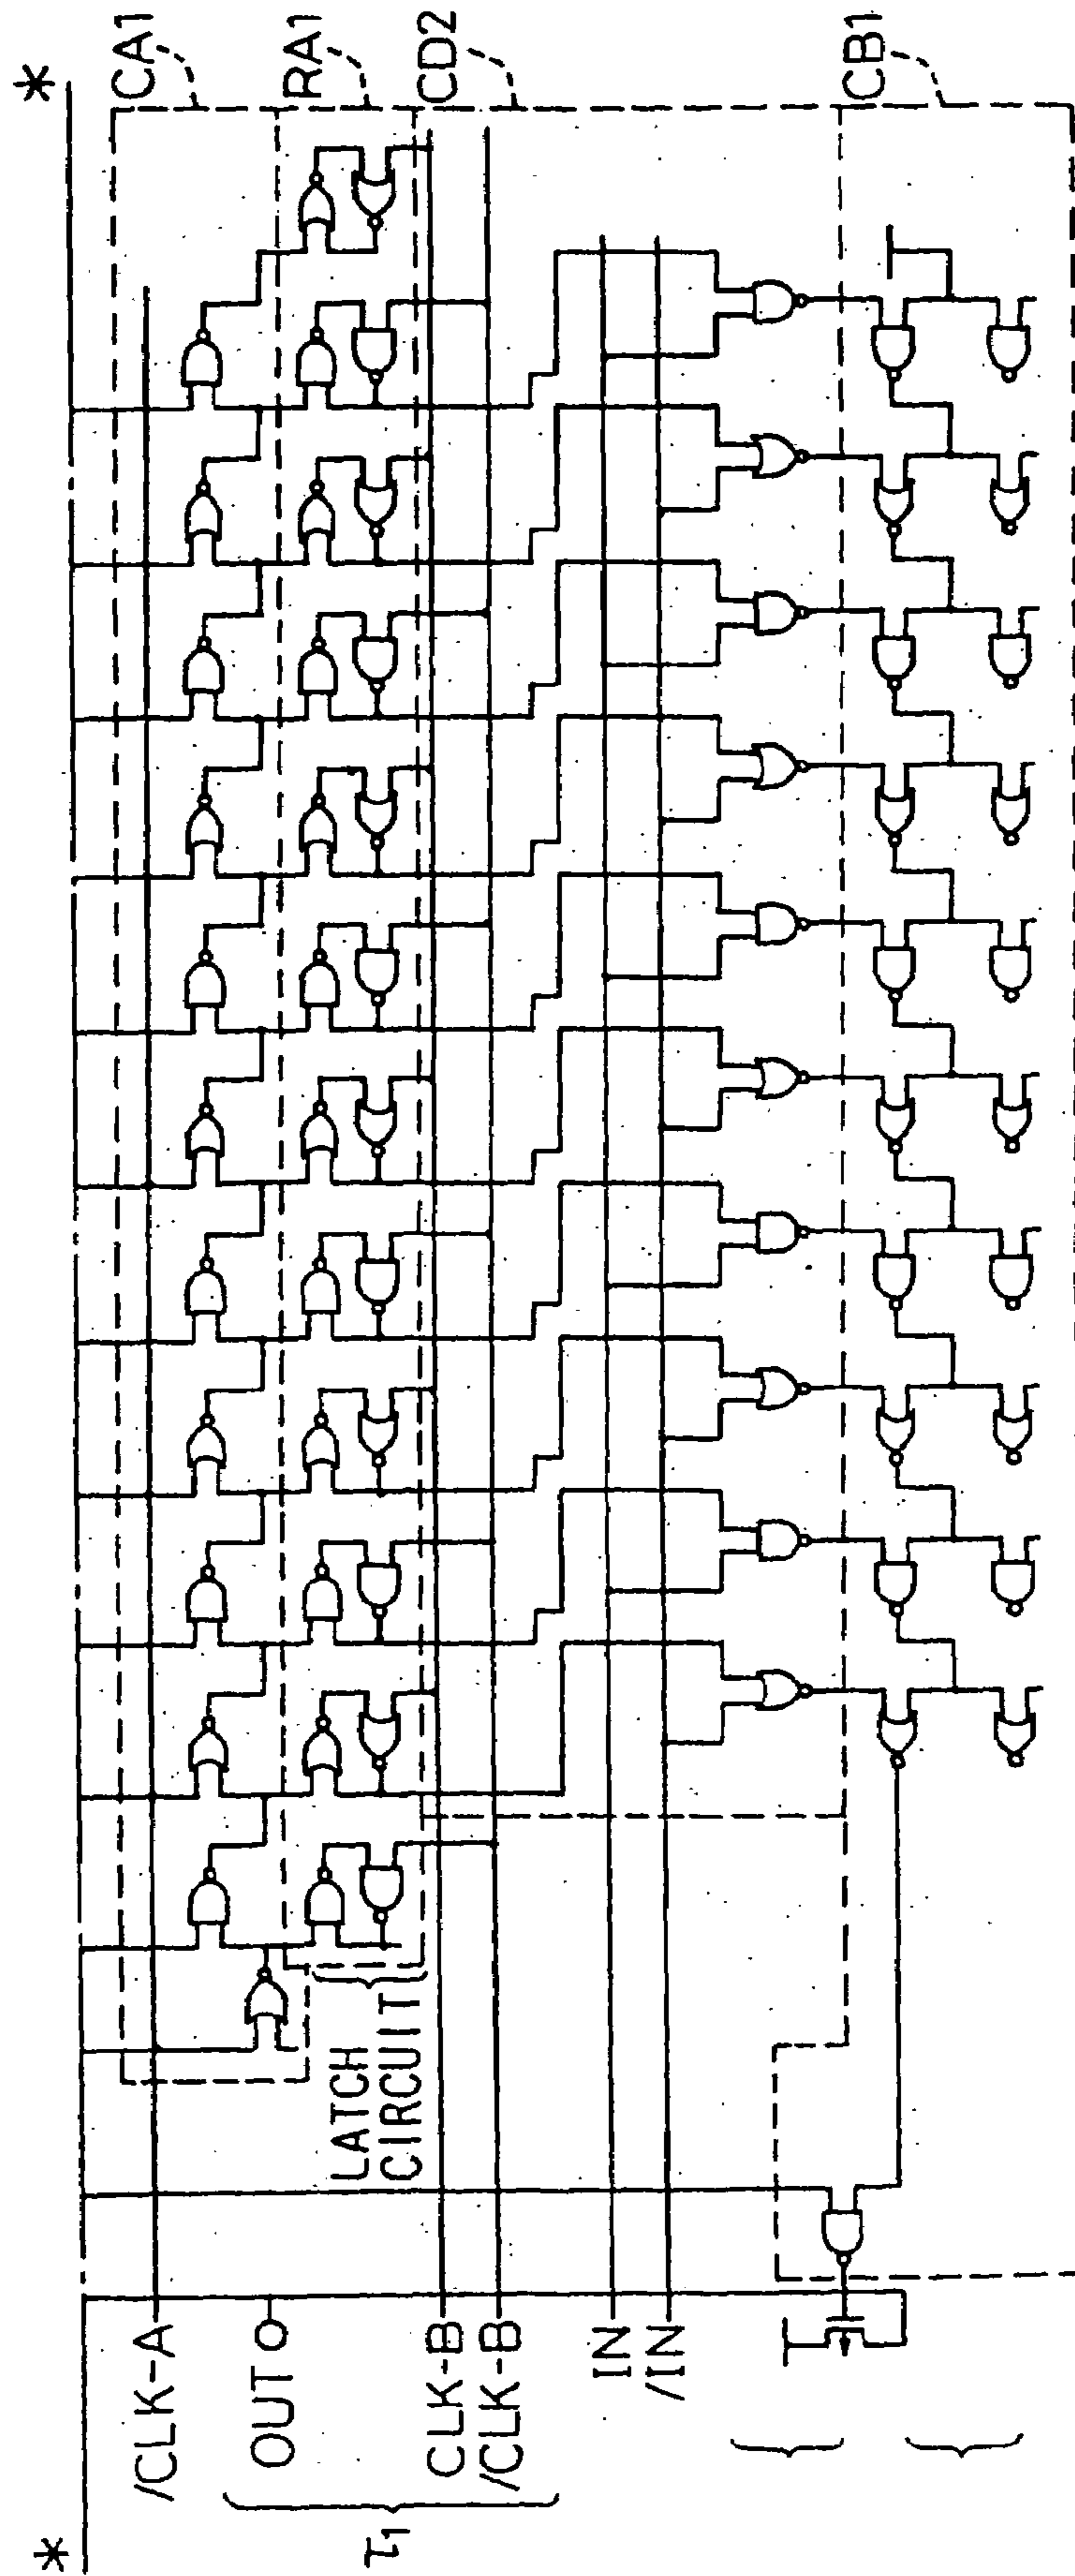 *
*
CA1
RA1
CD2
CB1
/CLK-A
OUT
CLK-B
/CLK-B
IN
/IN
τ1
LATCH
CIRCUIT